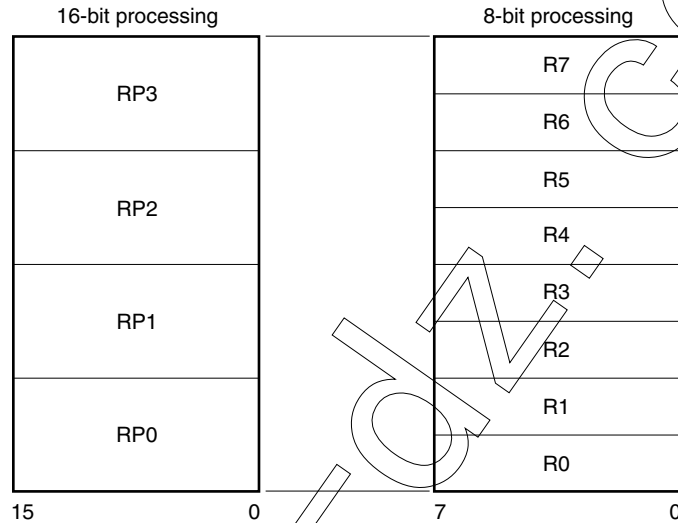 16-bit processing
8-bit processing
RP3
RP2
RP1
RP0
R7
R6
R5
R4
R3
R2
R1
R0
15 0
7 0